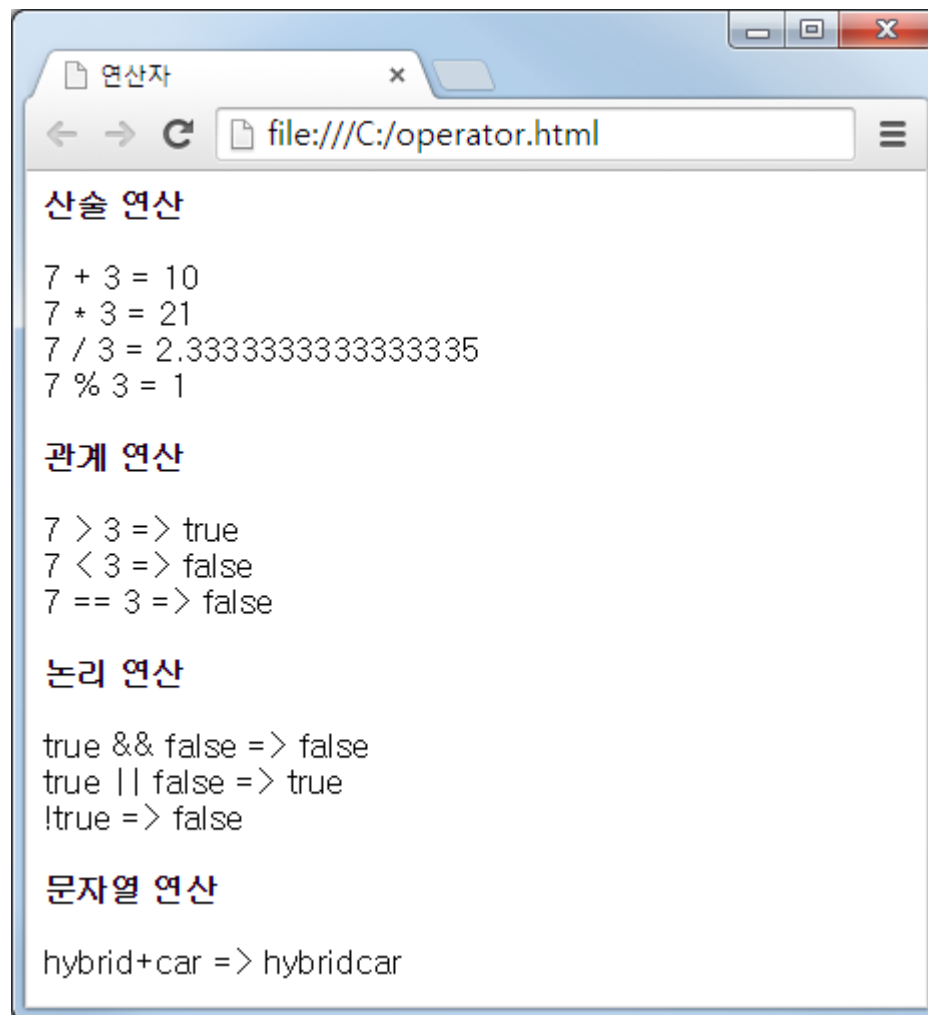 연산자
file:///C:/operator.html
산술 연산
7 + 3 = 10
7 * 3 = 21
7 / 3 = 2.3333333333333335
7 % 3 = 1
관계 연산
7 > 3 => true
7 < 3 => false
7 == 3 => false
논리 연산
true && false => false
true || false => true
!true => false
문자열 연산
hybrid+car => hybridcar